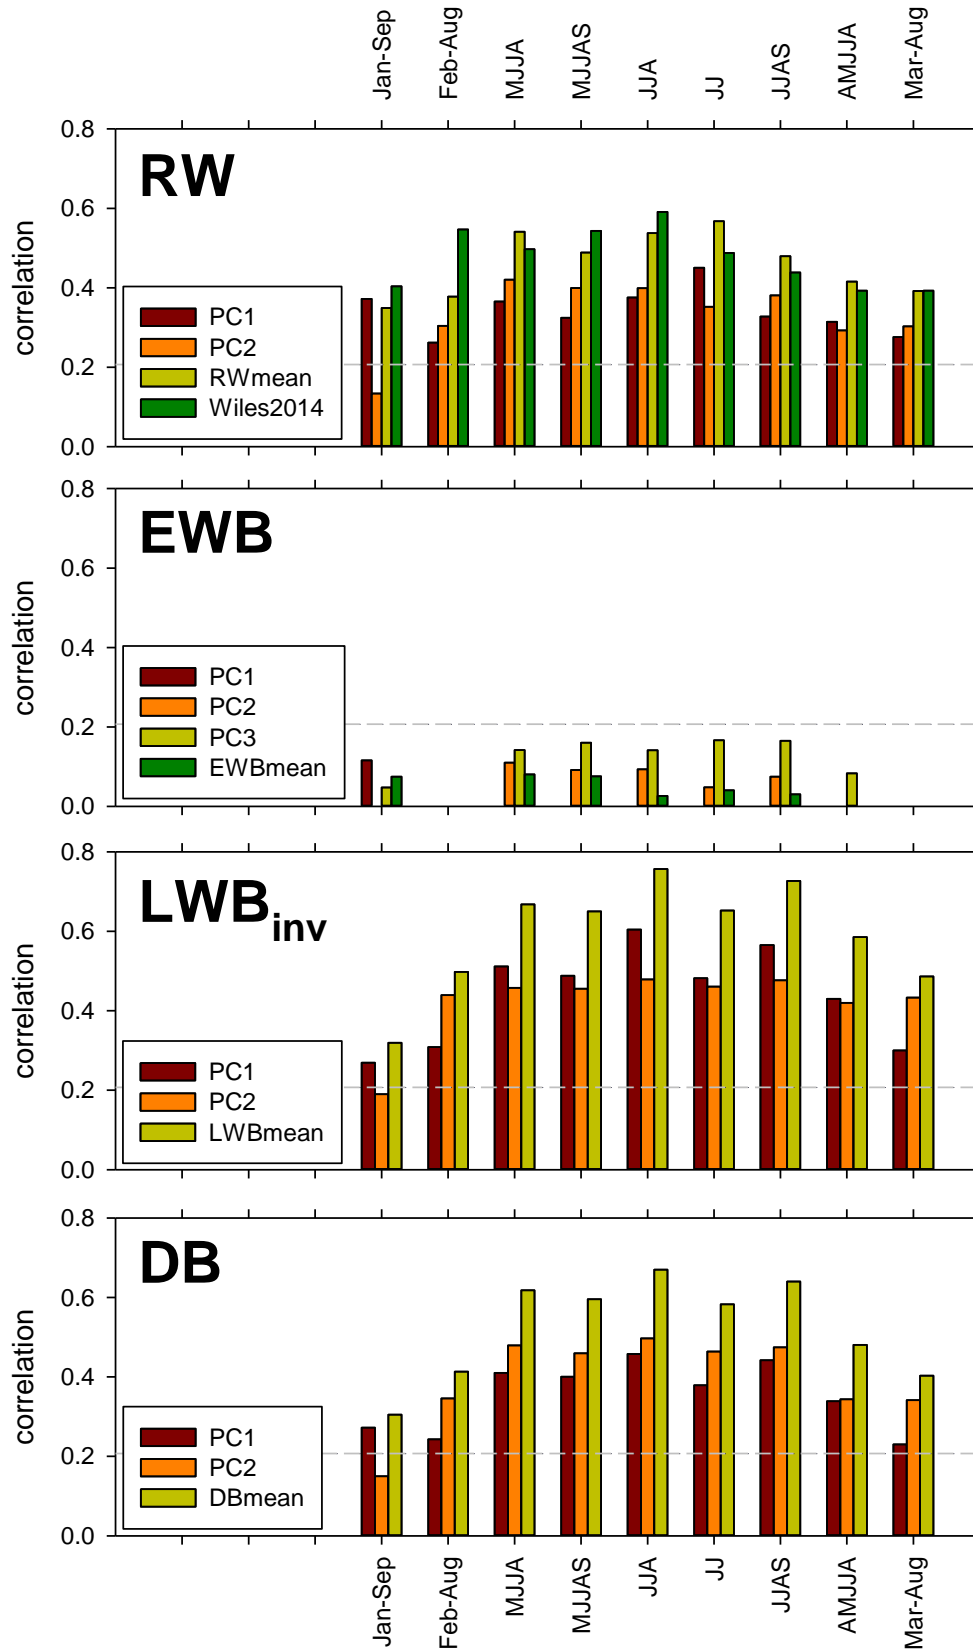 Jan-Sep
Feb-Aug
MJJA
MJJAS
JJA
JJ
JJAS
AMJJA
Mar-Aug
RW
correlation
0.8
0.6
0.4
0.2
0.0
PC1
PC2
RWmean
Wiles2014
EWB
correlation
0.8
0.6
0.4
0.2
0.0
PC1
PC2
PC3
EWBmean
LWBinv
correlation
0.8
0.6
0.4
0.2
0.0
PC1
PC2
LWBmean
DB
correlation
0.8
0.6
0.4
0.2
0.0
PC1
PC2
DBmean
Jan-Sep
Feb-Aug
MJJA
MJJAS
JJA
JJ
JJAS
AMJJA
Mar-Aug